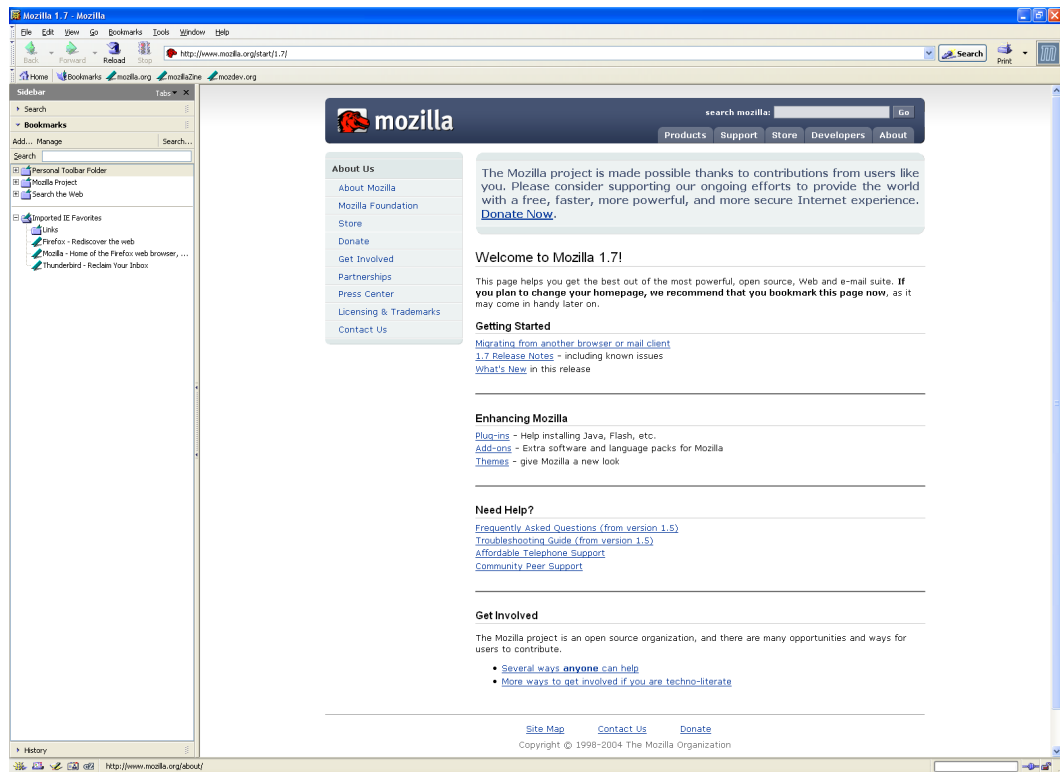 Mozilla 1.7 - Mozilla
File Edit View Go Bookmarks Tools Window Help
Back Forward Reload Stop http://www.mozilla.org/start/1.7/ Search Print
Home Bookmarks mozilla.org mozillaZine mozdev.org
Sidebar Tabs
Search
Bookmarks
Add... Manage Search...
Search
Personal Toolbar Folder
Mozilla Project
Search the Web
Imported IE Favorites
Links
Firefox - Rediscover the web
Mozilla - Home of the Firefox web browser, ...
Thunderbird - Reclaim Your Inbox
History
mozilla
search mozilla: Go
Products Support Store Developers About
About Us
About Mozilla
Mozilla Foundation
Store
Donate
Get Involved
Partnerships
Press Center
Licensing & Trademarks
Contact Us
The Mozilla project is made possible thanks to contributions from users like
you. Please consider supporting our ongoing efforts to provide the world
with a free, faster, more powerful, and more secure Internet experience.
Donate Now.
Welcome to Mozilla 1.7!
This page helps you get the best out of the most powerful, open source, Web and e-mail suite. If
you plan to change your homepage, we recommend that you bookmark this page now, as it
may come in handy later on.
Getting Started
Migrating from another browser or mail client
1.7 Release Notes - including known issues
What's New in this release
Enhancing Mozilla
Plug-ins - Help installing Java, Flash, etc.
Add-ons - Extra software and language packs for Mozilla
Themes - give Mozilla a new look
Need Help?
Frequently Asked Questions (from version 1.5)
Troubleshooting Guide (from version 1.5)
Affordable Telephone Support
Community Peer Support
Get Involved
The Mozilla project is an open source organization, and there are many opportunities and ways for
users to contribute.
• Several ways anyone can help
• More ways to get involved if you are techno-literate
Site Map Contact Us Donate
Copyright © 1998-2004 The Mozilla Organization
http://www.mozilla.org/about/